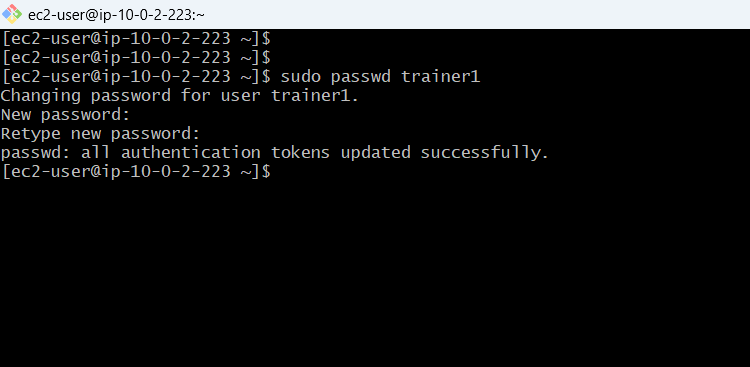 ec2-user@ip-10-0-2-223:~
[ec2-user@ip-10-0-2-223 ~]$
[ec2-user@ip-10-0-2-223 ~]$
[ec2-user@ip-10-0-2-223 ~]$ sudo passwd trainer1
Changing password for user trainer1.
New password:
Retype new password:
passwd: all authentication tokens updated successfully.
[ec2-user@ip-10-0-2-223 ~]$